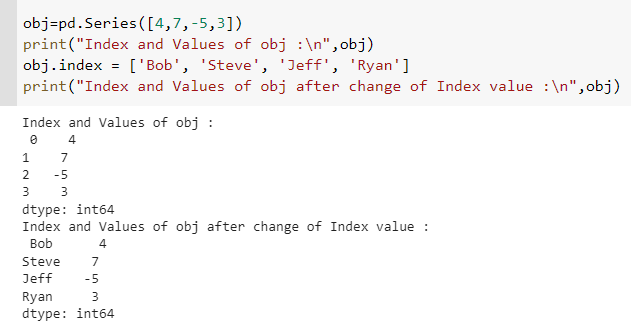 obj=pd.Series([4,7,-5,3])
print("Index and Values of obj :\n",obj)
obj.index = ['Bob', 'Steve', 'Jeff', 'Ryan']
print("Index and Values of obj after change of Index value :\n",obj)
Index and Values of obj :
 0    4
1    7
2   -5
3    3
dtype: int64
Index and Values of obj after change of Index value :
 Bob      4
Steve    7
Jeff    -5
Ryan     3
dtype: int64